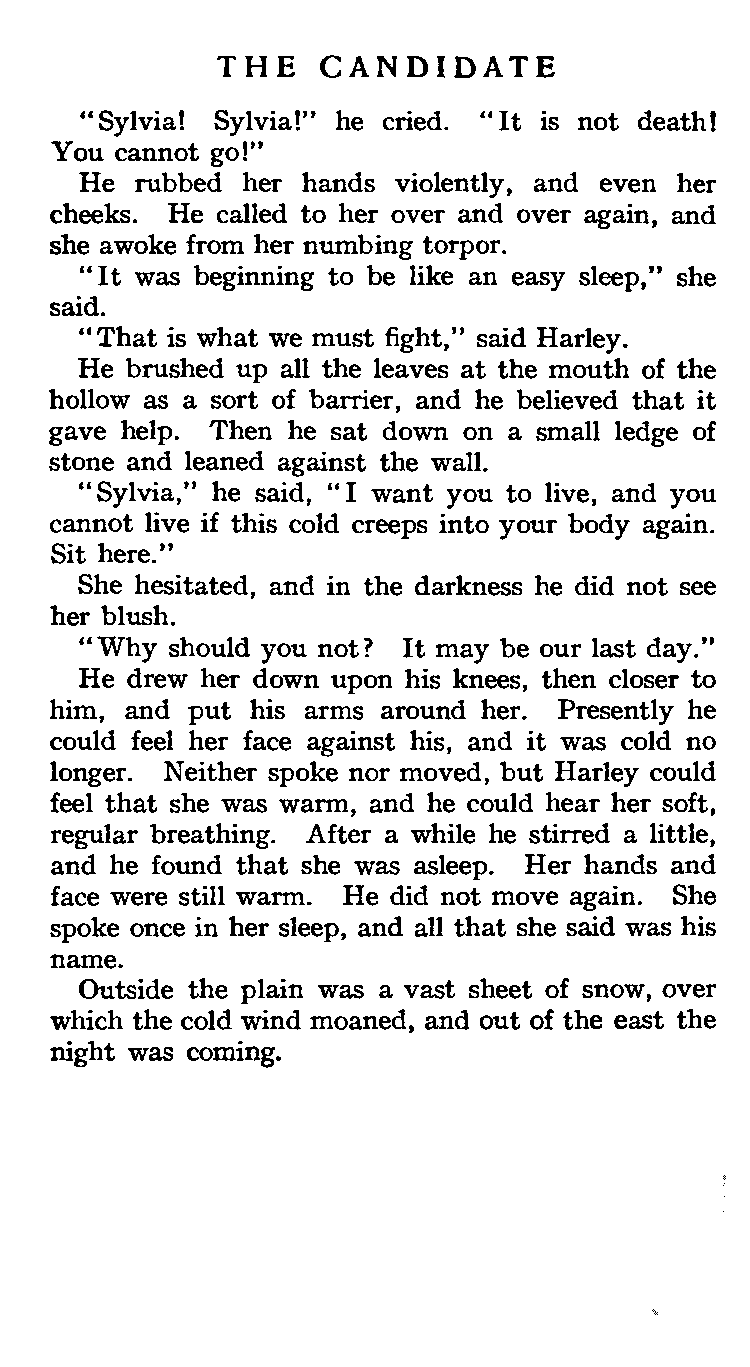 THE CANDIDATE
"Sylvia! Sylvia!" he cried. "It is not death!
You cannot go!"
He rubbed her hands violently, and even her
cheeks. He called to her over and over again, and
she awoke from her numbing torpor.
"It was beginning to be like an easy sleep," she
said.
"That is what we must fight," said Harley.
He brushed up all the leaves at the mouth of the
hollow as a sort of barrier, and he believed that it
gave help. Then he sat down on a small ledge of
stone and leaned against the wall.
"Sylvia," he said, "I want you to live, and you
cannot live if this cold creeps into your body again.
Sit here."
She hesitated, and in the darkness he did not see
her blush.
"Why should you not? It may be our last day."
He drew her down upon his knees, then closer to
him, and put his arms around her. Presently he
could feel her face against his, and it was cold no
longer. Neither spoke nor moved, but Harley could
feel that she was warm, and he could hear her soft,
regular breathing. After a while he stirred a little,
and he found that she was asleep. Her hands and
face were still warm. He did not move again. She
spoke once in her sleep, and all that she said was his
name.
Outside the plain was a vast sheet of snow, over
which the cold wind moaned, and out of the east the
night was coming.